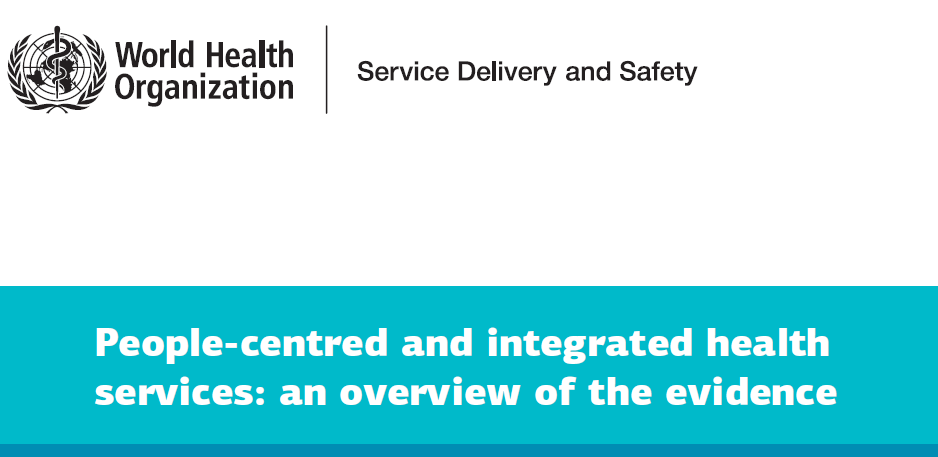 World Health
Organization
Service Delivery and Safety
People-centred and integrated health
services: an overview of the evidence